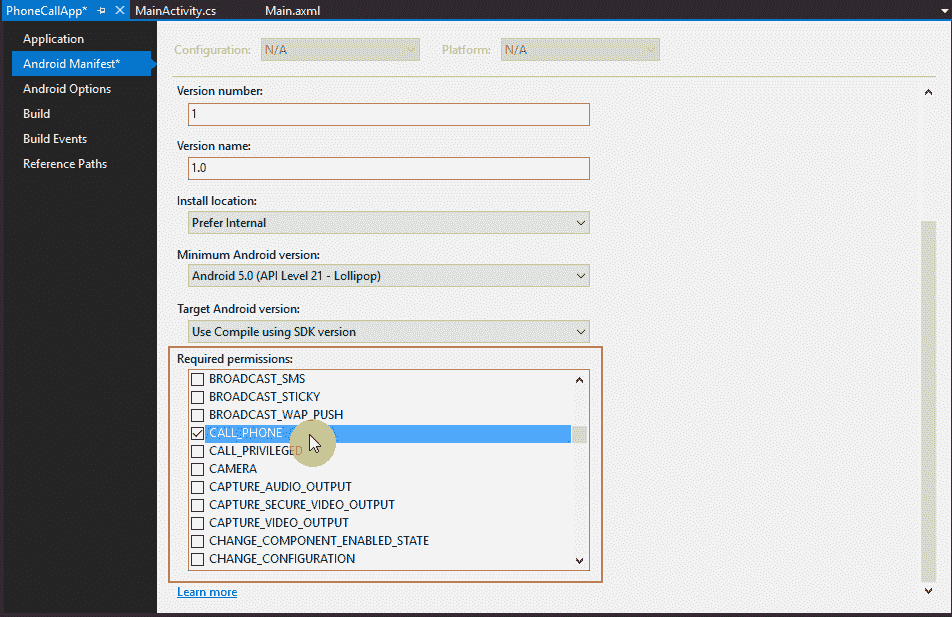 PhoneCallApp* MainActivity.cs Main.axml
Application
Android Manifest*
Android Options
Build
Build Events
Reference Paths
Configuration: N/A Platform: N/A
Version number:
1
Version name:
1.0
Install location:
Prefer Internal
Minimum Android version:
Android 5.0 (API Level 21 - Lollipop)
Target Android version:
Use Compile using SDK version
Required permissions:
BROADCAST_SMS
BROADCAST_STICKY
BROADCAST_WAP_PUSH
CALL_PHONE
CALL_PRIVILEGED
CAMERA
CAPTURE_AUDIO_OUTPUT
CAPTURE_SECURE_VIDEO_OUTPUT
CAPTURE_VIDEO_OUTPUT
CHANGE_COMPONENT_ENABLED_STATE
CHANGE_CONFIGURATION
Learn more